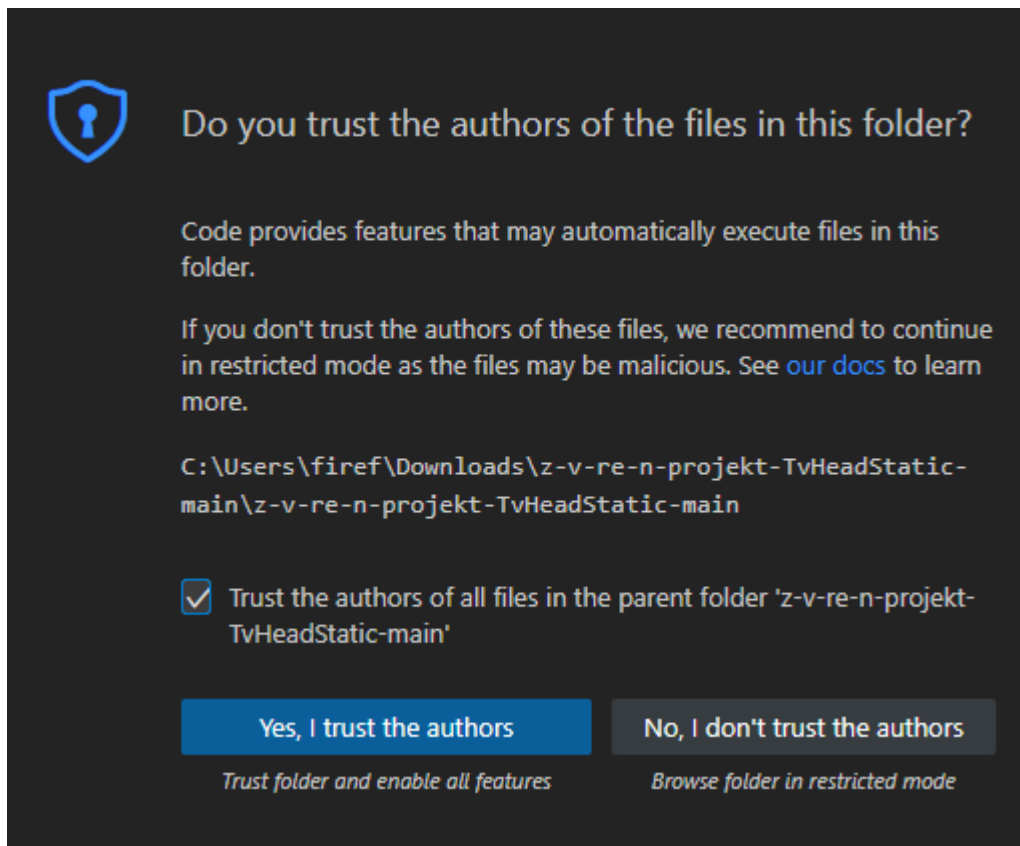 Do you trust the authors of the files in this folder?
Code provides features that may automatically execute files in this
folder.
If you don't trust the authors of these files, we recommend to continue
in restricted mode as the files may be malicious. See our docs to learn
more.
C:\Users\firef\Downloads\z-v-re-n-projekt-TvHeadStatic-
main\z-v-re-n-projekt-TvHeadStatic-main
Trust the authors of all files in the parent folder 'z-v-re-n-projekt-
TvHeadStatic-main'
Yes, I trust the authors
No, I don't trust the authors
Trust folder and enable all features
Browse folder in restricted mode